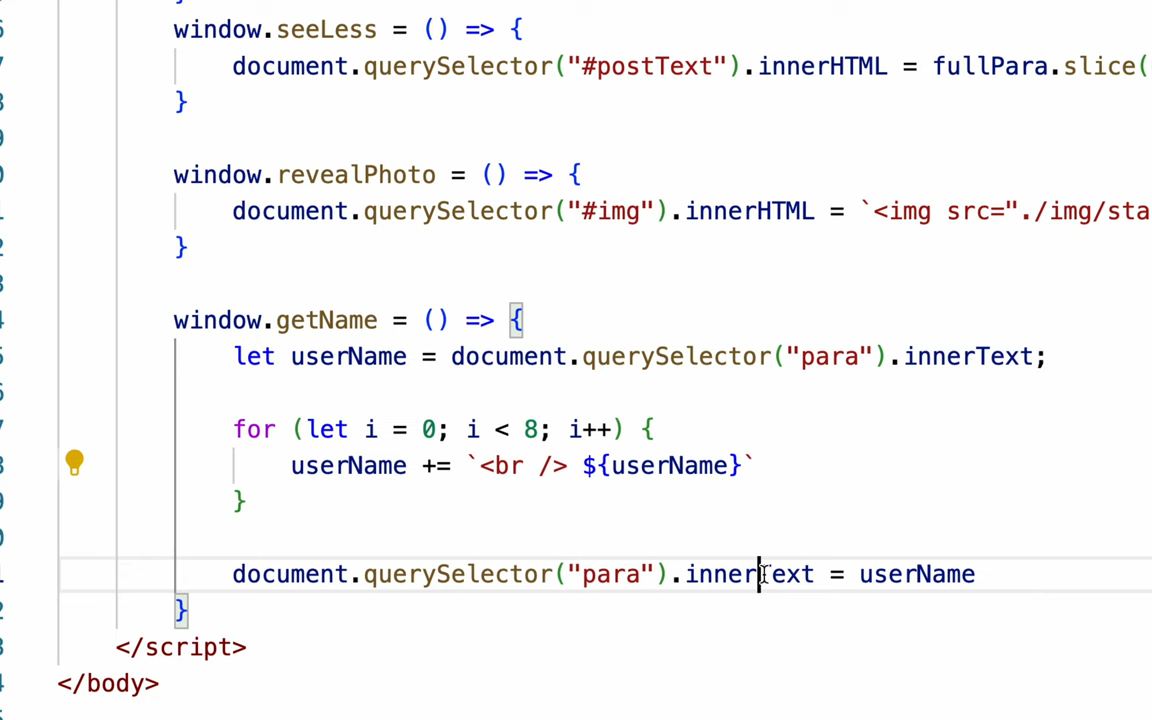 window.seeLess = () => {
document.querySelector("#postText").innerHTML = fullPara.slice(
}
window.revealPhoto = () => {
document.querySelector("#img").innerHTML = `<img src="./img/sta
}
window.getName = () => {
let userName = document.querySelector("para").innerText;
for (let i = 0; i < 8; i++) {
userName += `<br /> ${userName}`
}
document.querySelector("para").innerText = userName
}
</script>
</body>